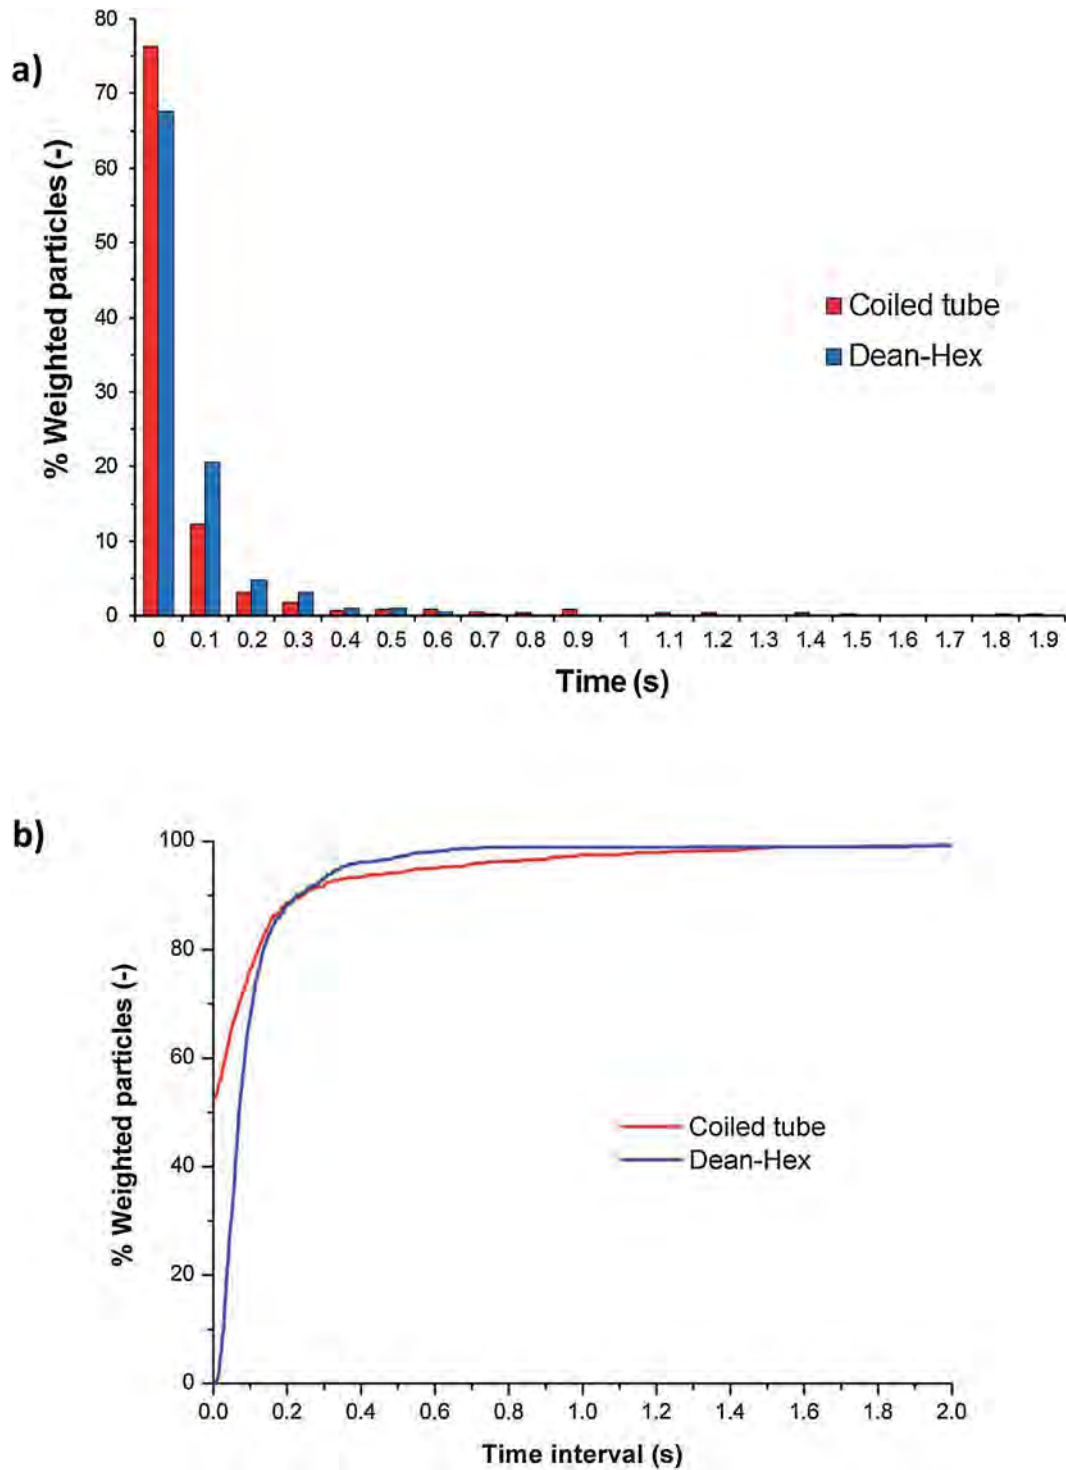 a)
% Weighted particles (-)
80
70
60
50
40
30
20
10
0
Coiled tube
Dean-Hex
0 0.1 0.2 0.3 0.4 0.5 0.6 0.7 0.8 0.9 1 1.1 1.2 1.3 1.4 1.5 1.6 1.7 1.8 1.9
Time (s)
b)
% Weighted particles (-)
100
80
60
40
20
0
Coiled tube
Dean-Hex
0.0 0.2 0.4 0.6 0.8 1.0 1.2 1.4 1.6 1.8 2.0
Time interval (s)